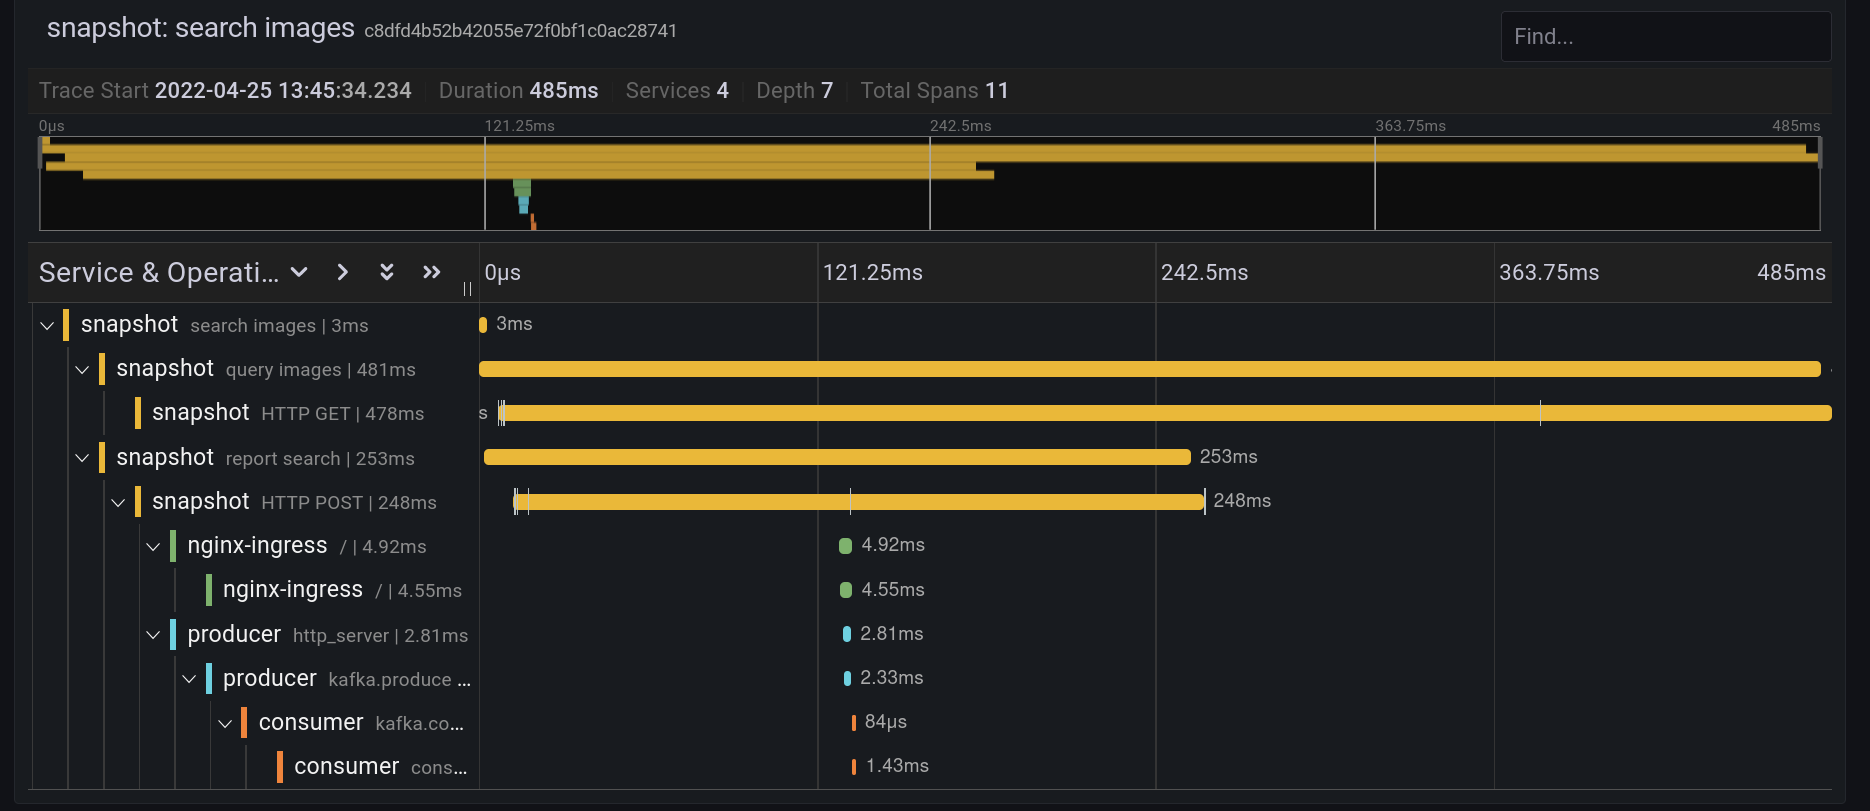 snapshot: search images c8dfd4b52b42055e72f0bf1c0ac28741
Find...
Trace Start 2022-04-25 13:45:34.234 Duration 485ms Services 4 Depth 7 Total Spans 11
0μs 121.25ms 242.5ms 363.75ms 485ms
Service & Operati... 0μs 121.25ms 242.5ms 363.75ms 485ms
snapshot search images | 3ms 3ms
snapshot query images | 481ms
snapshot HTTP GET | 478ms s
snapshot report search | 253ms 253ms
snapshot HTTP POST | 248ms 248ms
nginx-ingress / | 4.92ms 4.92ms
nginx-ingress / | 4.55ms 4.55ms
producer http_server | 2.81ms 2.81ms
producer kafka.produce ... 2.33ms
consumer kafka.co... 84μs
consumer cons... 1.43ms